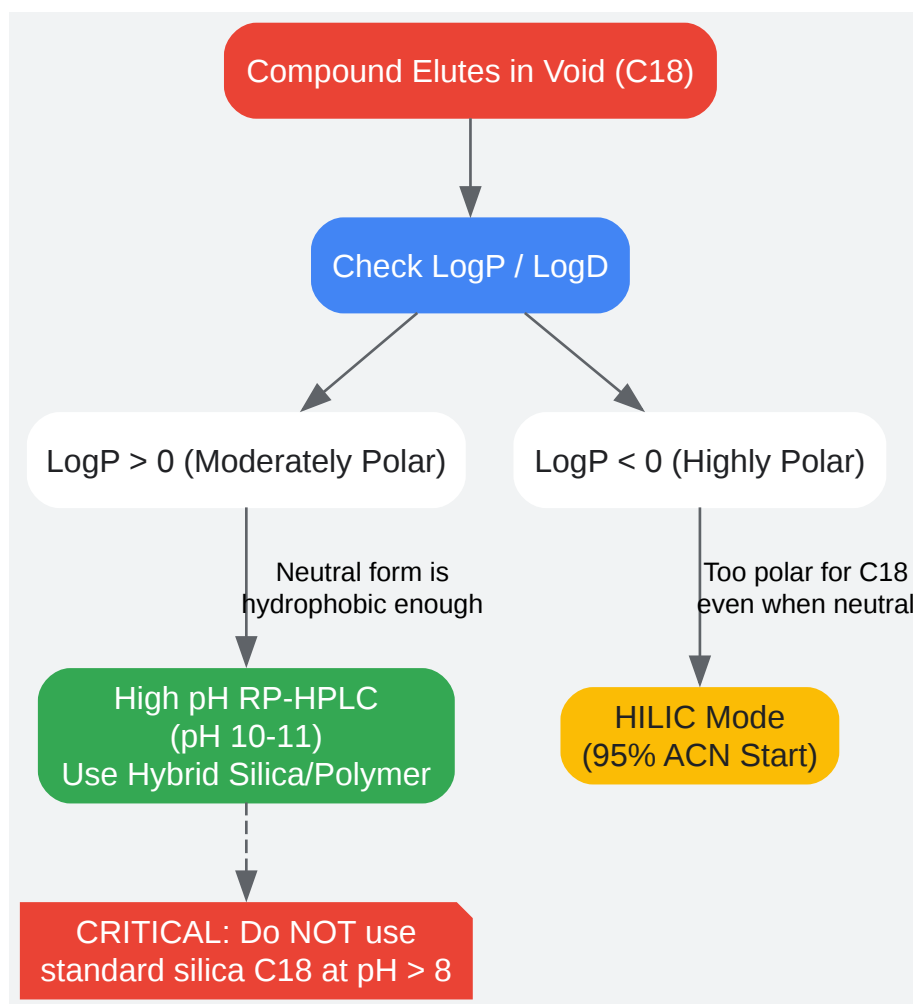 Compound Elutes in Void (C18)
Check LogP / LogD
LogP > 0 (Moderately Polar)
LogP < 0 (Highly Polar)
Neutral form is
hydrophobic enough
Too polar for C18
even when neutral
High pH RP-HPLC
(pH 10-11)
Use Hybrid Silica/Polymer
HILIC Mode
(95% ACN Start)
CRITICAL: Do NOT use
standard silica C18 at pH > 8